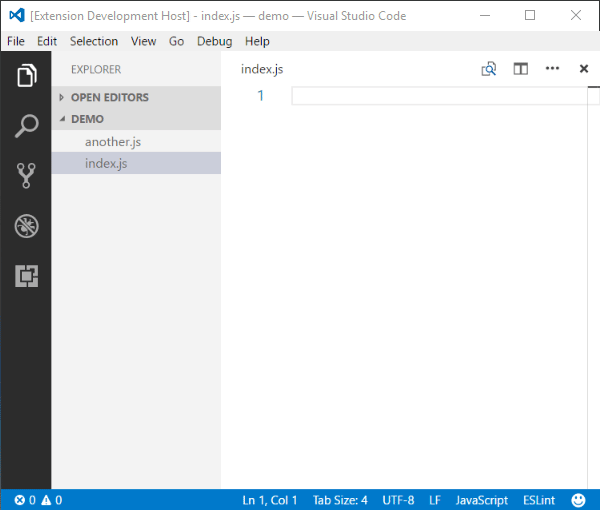 [Extension Development Host] - index.js — demo — Visual Studio Code
File Edit Selection View Go Debug Help
EXPLORER
OPEN EDITORS
DEMO
another.js
index.js
index.js
1
0 0 Ln 1, Col 1 Tab Size: 4 UTF-8 LF JavaScript ESLint